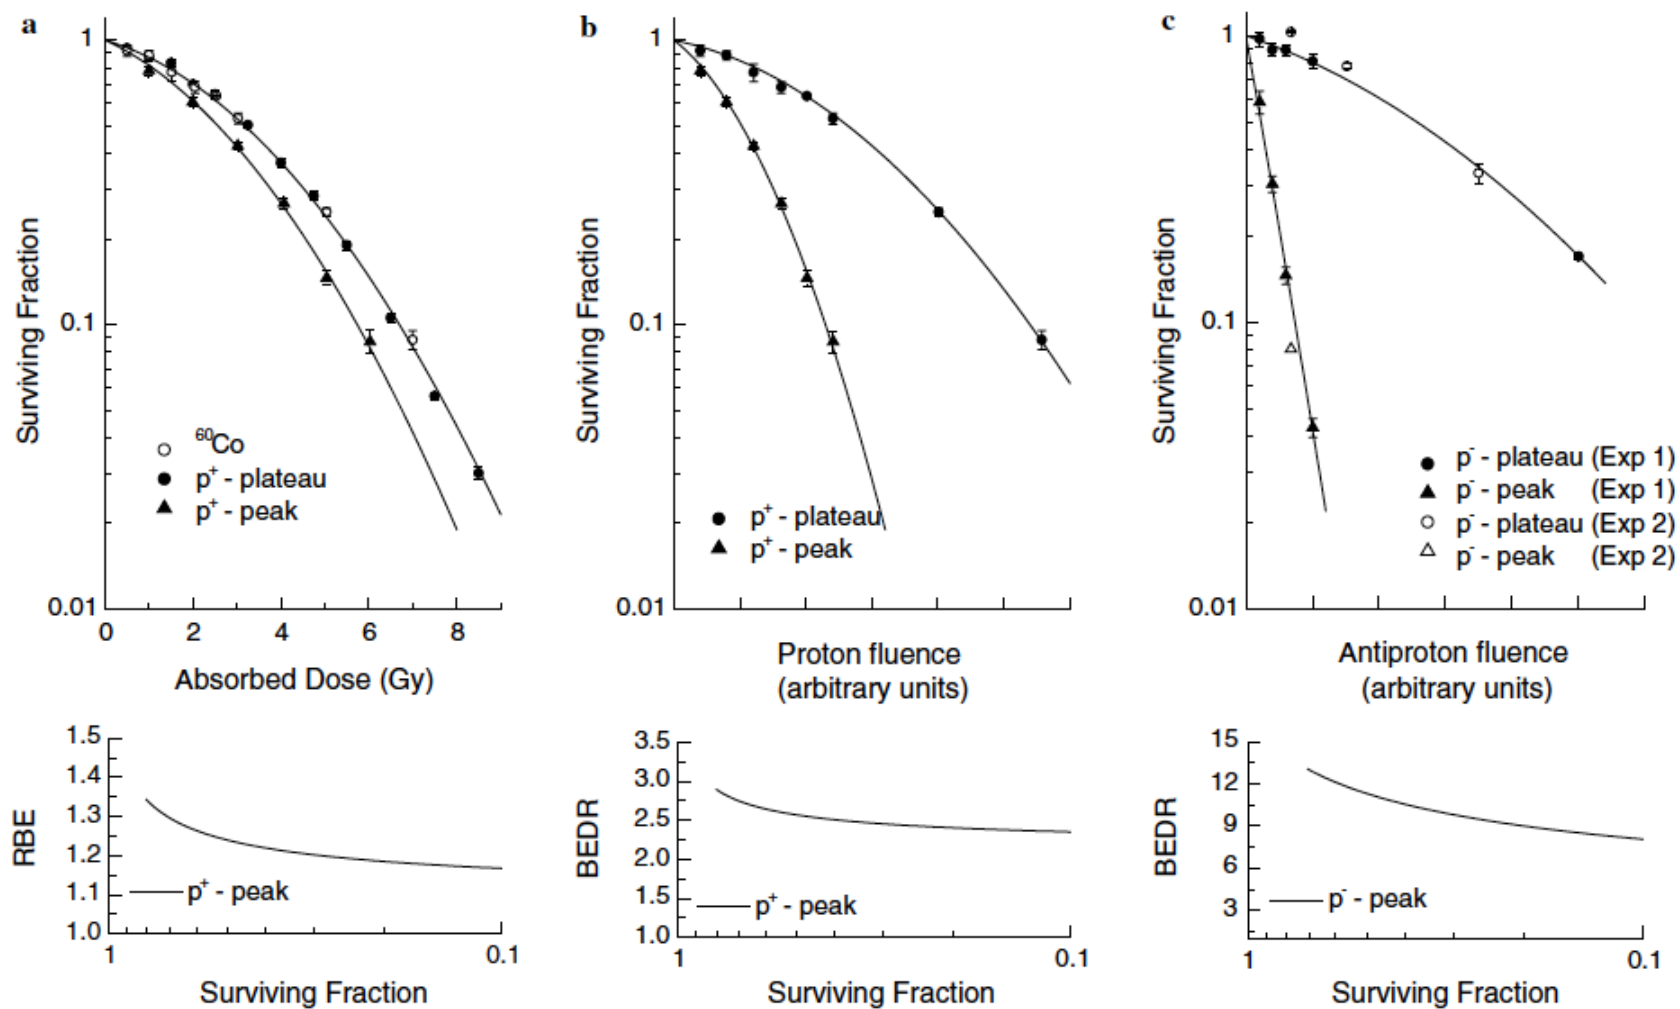 a
1
0.1
0.01
Surviving Fraction
⁶⁰Co
p⁺ - plateau
p⁺ - peak
0 2 4 6 8
Absorbed Dose (Gy)
b
1
0.1
0.01
Surviving Fraction
p⁺ - plateau
p⁺ - peak
Proton fluence
(arbitrary units)
c
1
0.1
0.01
Surviving Fraction
p⁻ - plateau (Exp 1)
p⁻ - peak (Exp 1)
p⁻ - plateau (Exp 2)
p⁻ - peak (Exp 2)
Antiproton fluence
(arbitrary units)
1.5
1.4
1.3
1.2
1.1
1.0
RBE
p⁺ - peak
1 0.1
Surviving Fraction
3.5
3.0
2.5
2.0
1.5
1.0
BEDR
p⁺ - peak
1 0.1
Surviving Fraction
15
12
9
6
3
BEDR
p⁻ - peak
1 0.1
Surviving Fraction